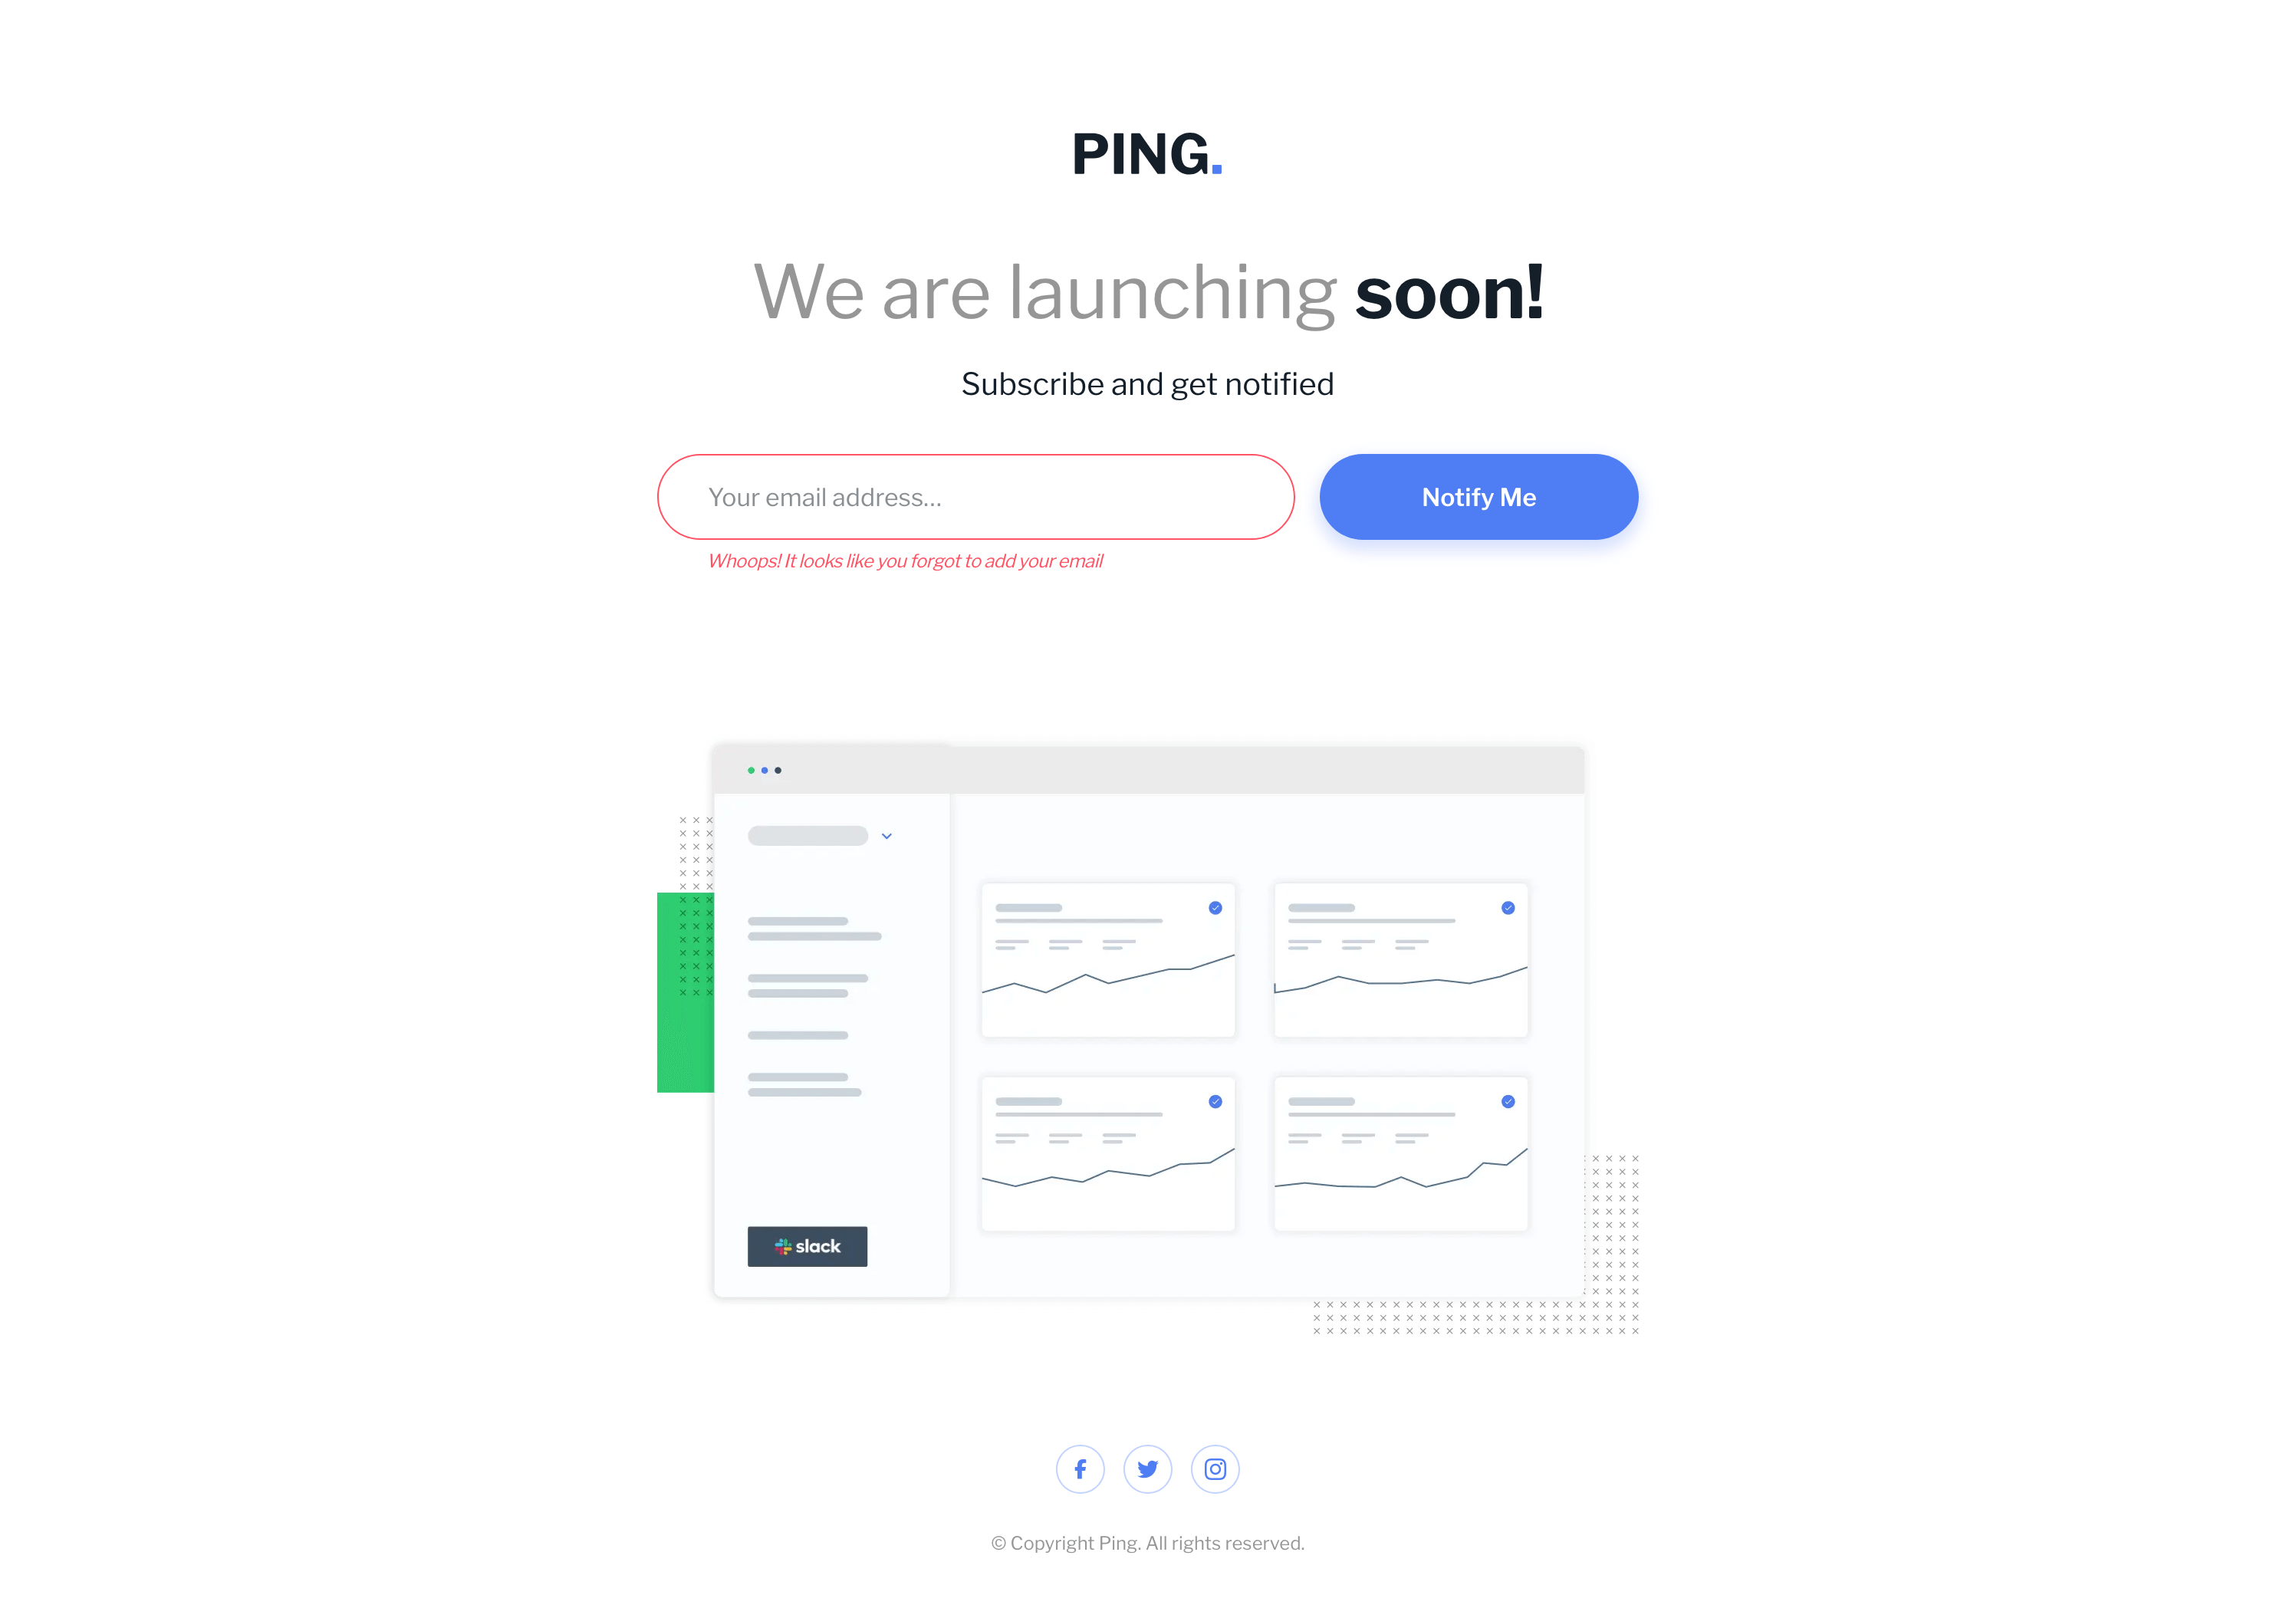 PING.
We are launching soon!
Subscribe and get notified
Your email address...
Notify Me
Whoops! It looks like you forgot to add your email
slack
© Copyright Ping. All rights reserved.